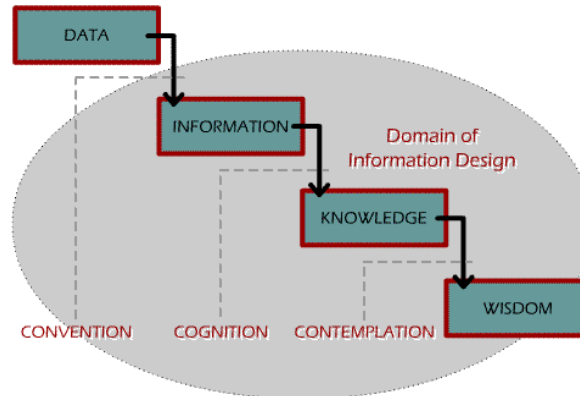 DATA
INFORMATION
Domain of
Information Design
KNOWLEDGE
WISDOM
CONVENTION
COGNITION
CONTEMPLATION